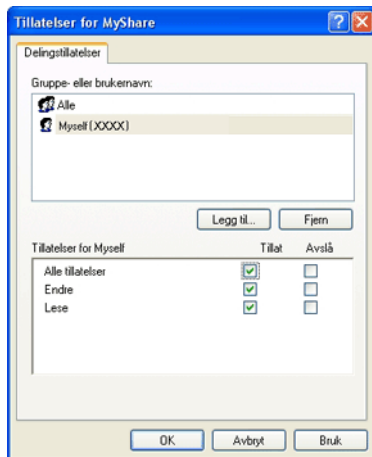 Tillatelser for MyShare
Delingstillatelser
Gruppe- eller brukernavn:
Alle
Myself (XXXX)
Legg til... Fjern
Tillatelser for Myself Tillat Avslå
Alle tillatelser
Endre
Lese
OK Avbryt Bruk